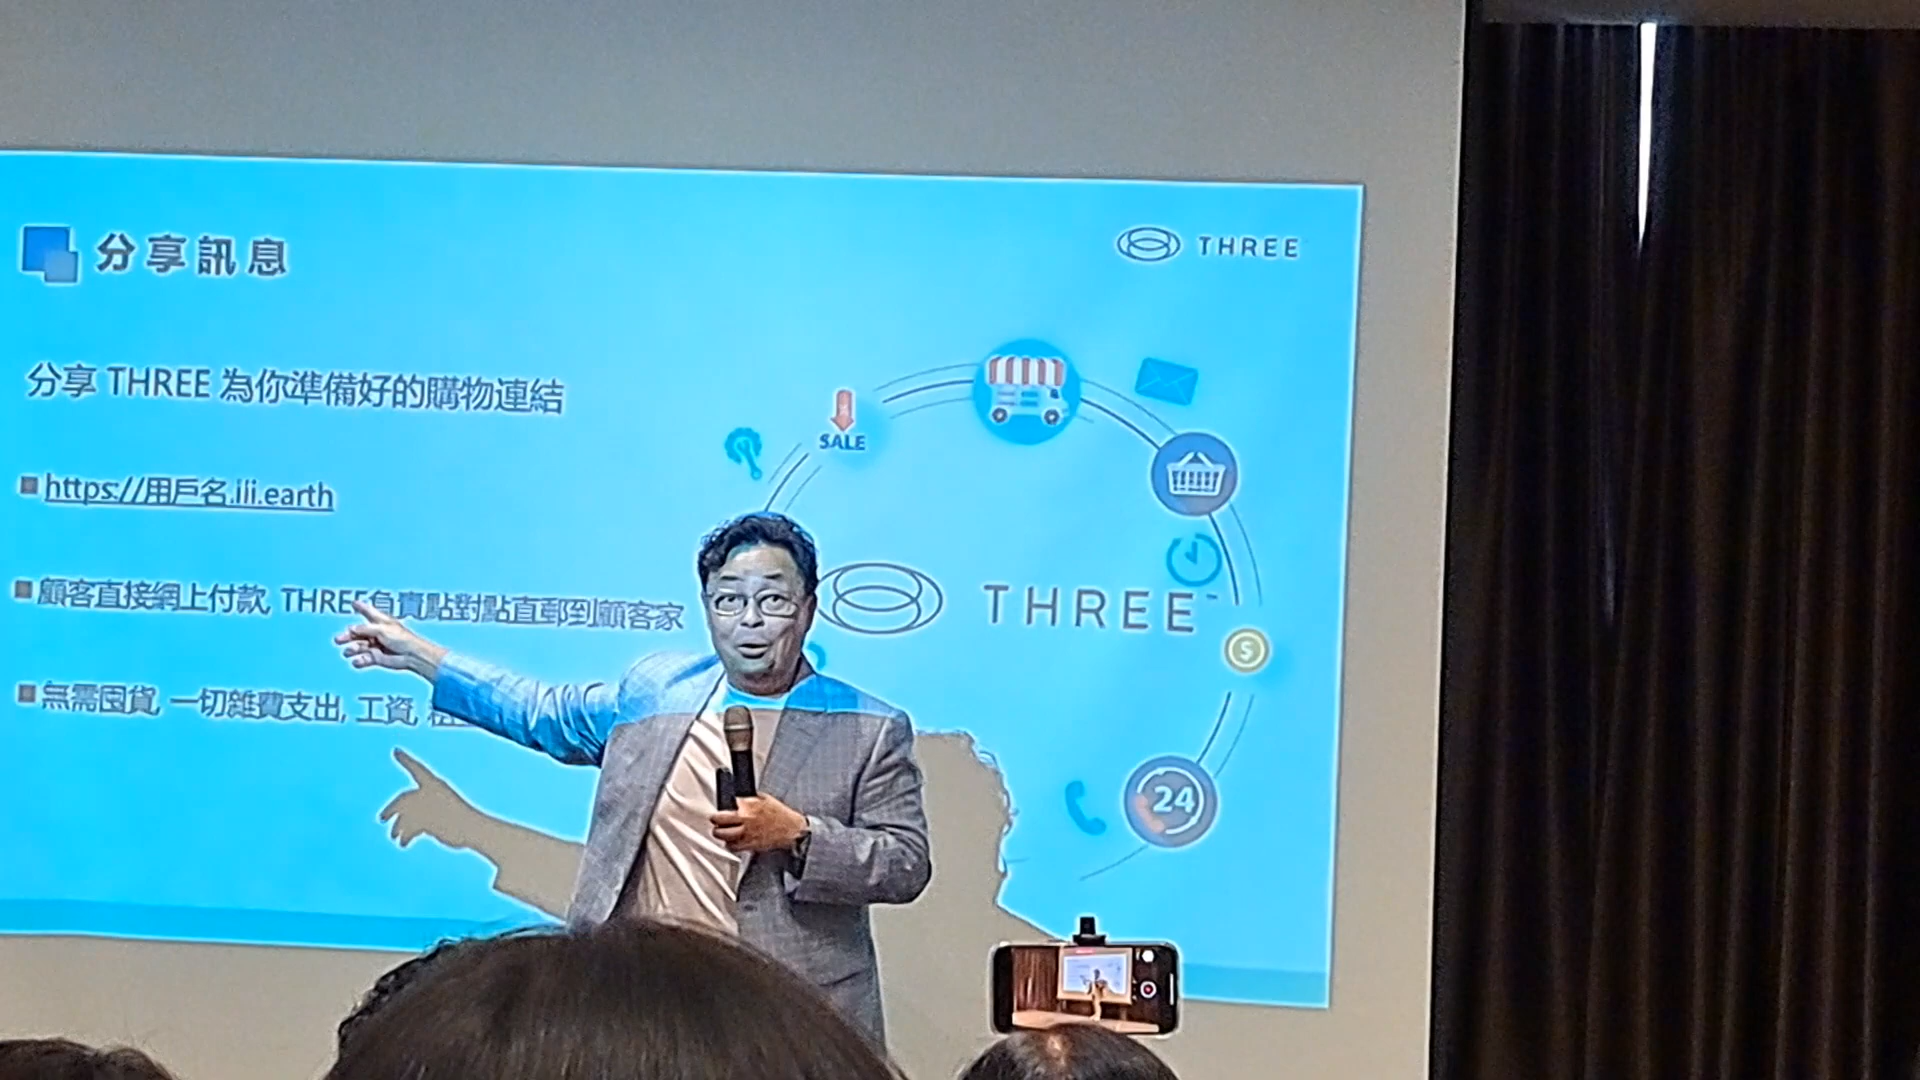 分享訊息
THREE
分享 THREE 為你準備好的購物連結
SALE
https://用戶名.iii.earth
顧客直接網上付款, THREE負責點對點直郵到顧客家
THREE™
$
無需囤貨, 一切雜費支出, 工資,
24